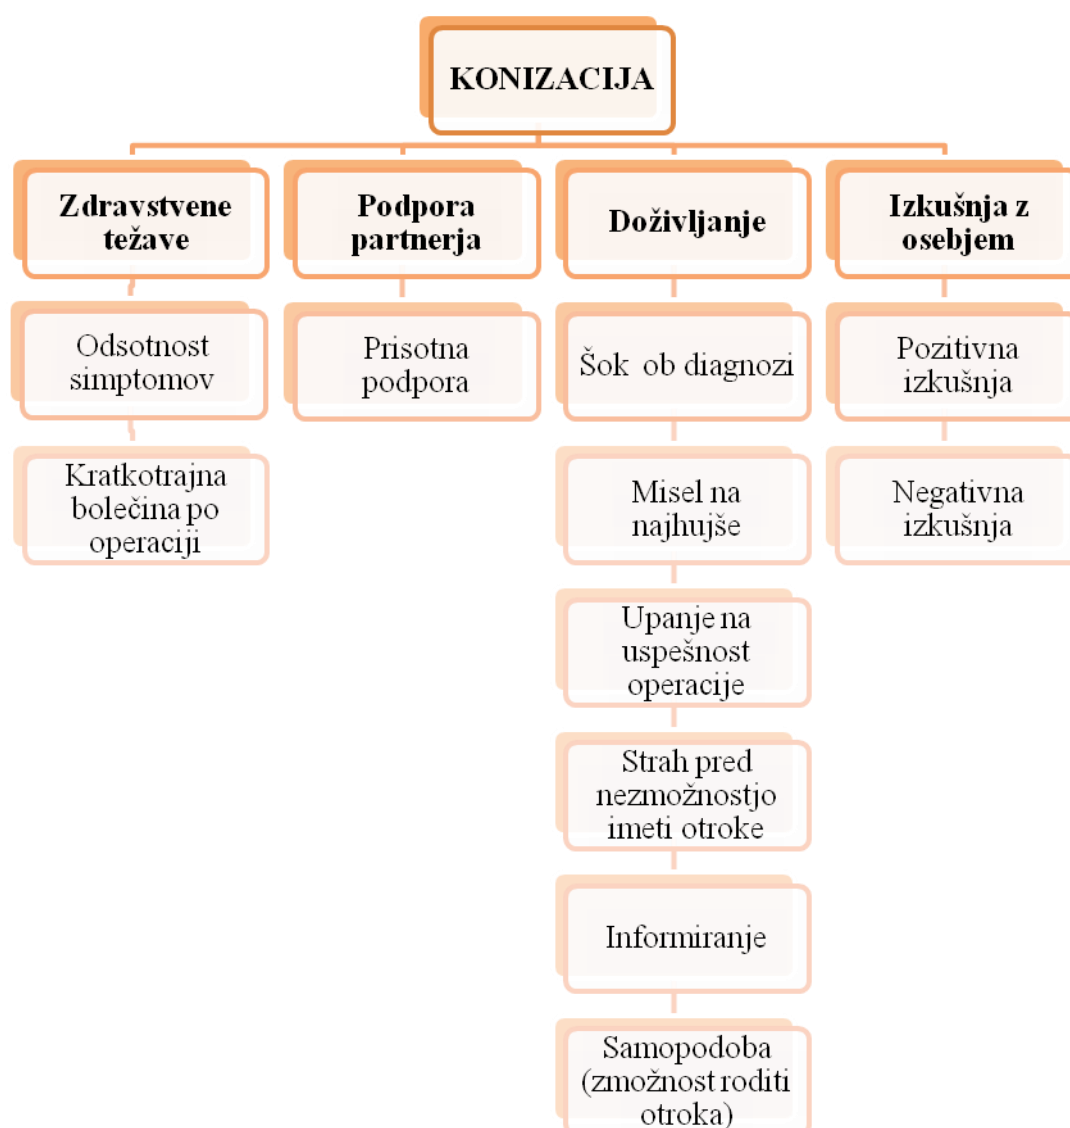 KONIZACIJA
Zdravstvene
težave
Odsotnost
simptomov
Kratkotrajna
bolečina po
operaciji
Podpora
partnerja
Prisotna
podpora
Doživljanje
Šok ob diagnozi
Misel na
najhujše
Upanje na
uspešnost
operacije
Strah pred
nezmožnostjo
imeti otroke
Informiranje
Samopodoba
(zmožnost roditi
otroka)
Izkušnja z
osebjem
Pozitivna
izkušnja
Negativna
izkušnja